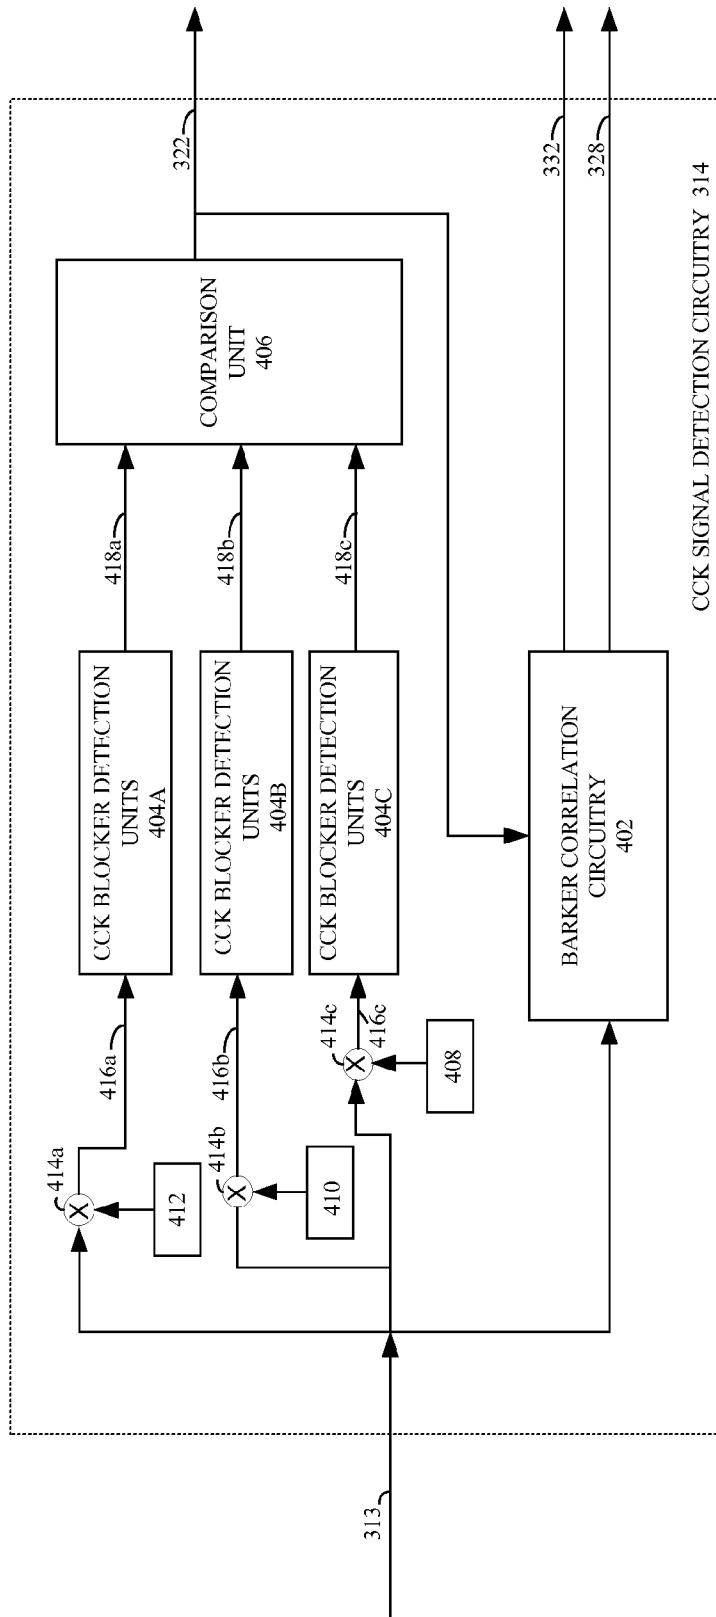 313
414a
412
416a
CCK BLOCKER DETECTION
UNITS
404A
418a
414b
410
416b
CCK BLOCKER DETECTION
UNITS
404B
418b
414c
416c
408
CCK BLOCKER DETECTION
UNITS
404C
418c
COMPARISON
UNIT
406
322
BARKER CORRELATION
CIRCUITRY
402
332
328
CCK SIGNAL DETECTION CIRCUITRY 314
X
X
X